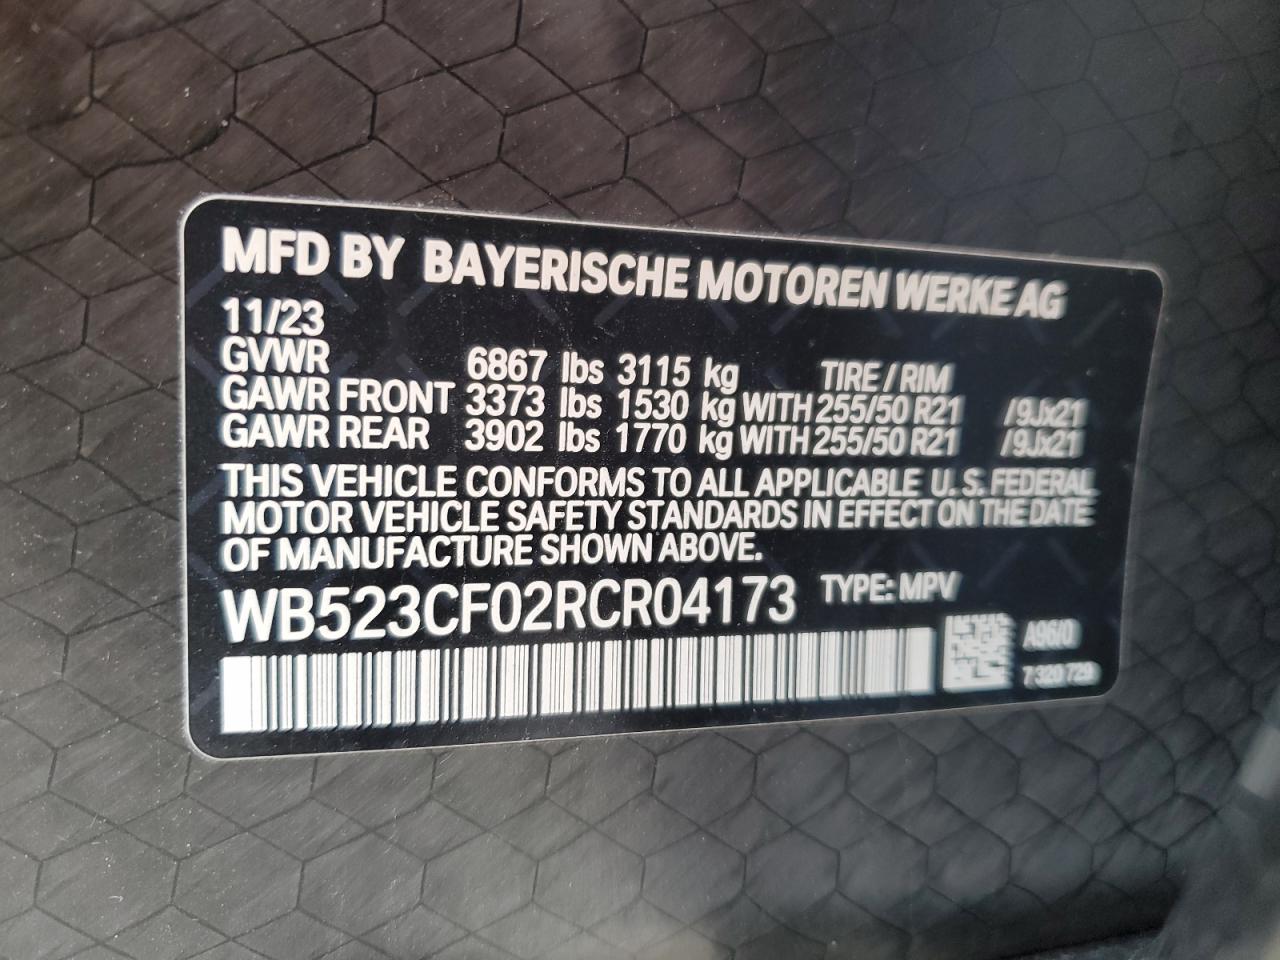 MFD BY BAYERISCHE MOTOREN WERKE AG
11/23
GVWR 6867 lbs 3115 kg TIRE / RIM
GAWR FRONT 3373 lbs 1530 kg WITH 255/50 R21 /9Jx21
GAWR REAR 3902 lbs 1770 kg WITH 255/50 R21 /9Jx21
THIS VEHICLE CONFORMS TO ALL APPLICABLE U. S. FEDERAL
MOTOR VEHICLE SAFETY STANDARDS IN EFFECT ON THE DATE
OF MANUFACTURE SHOWN ABOVE.
WB523CF02RCR04173 TYPE: MPV
A96/0
7 320 729